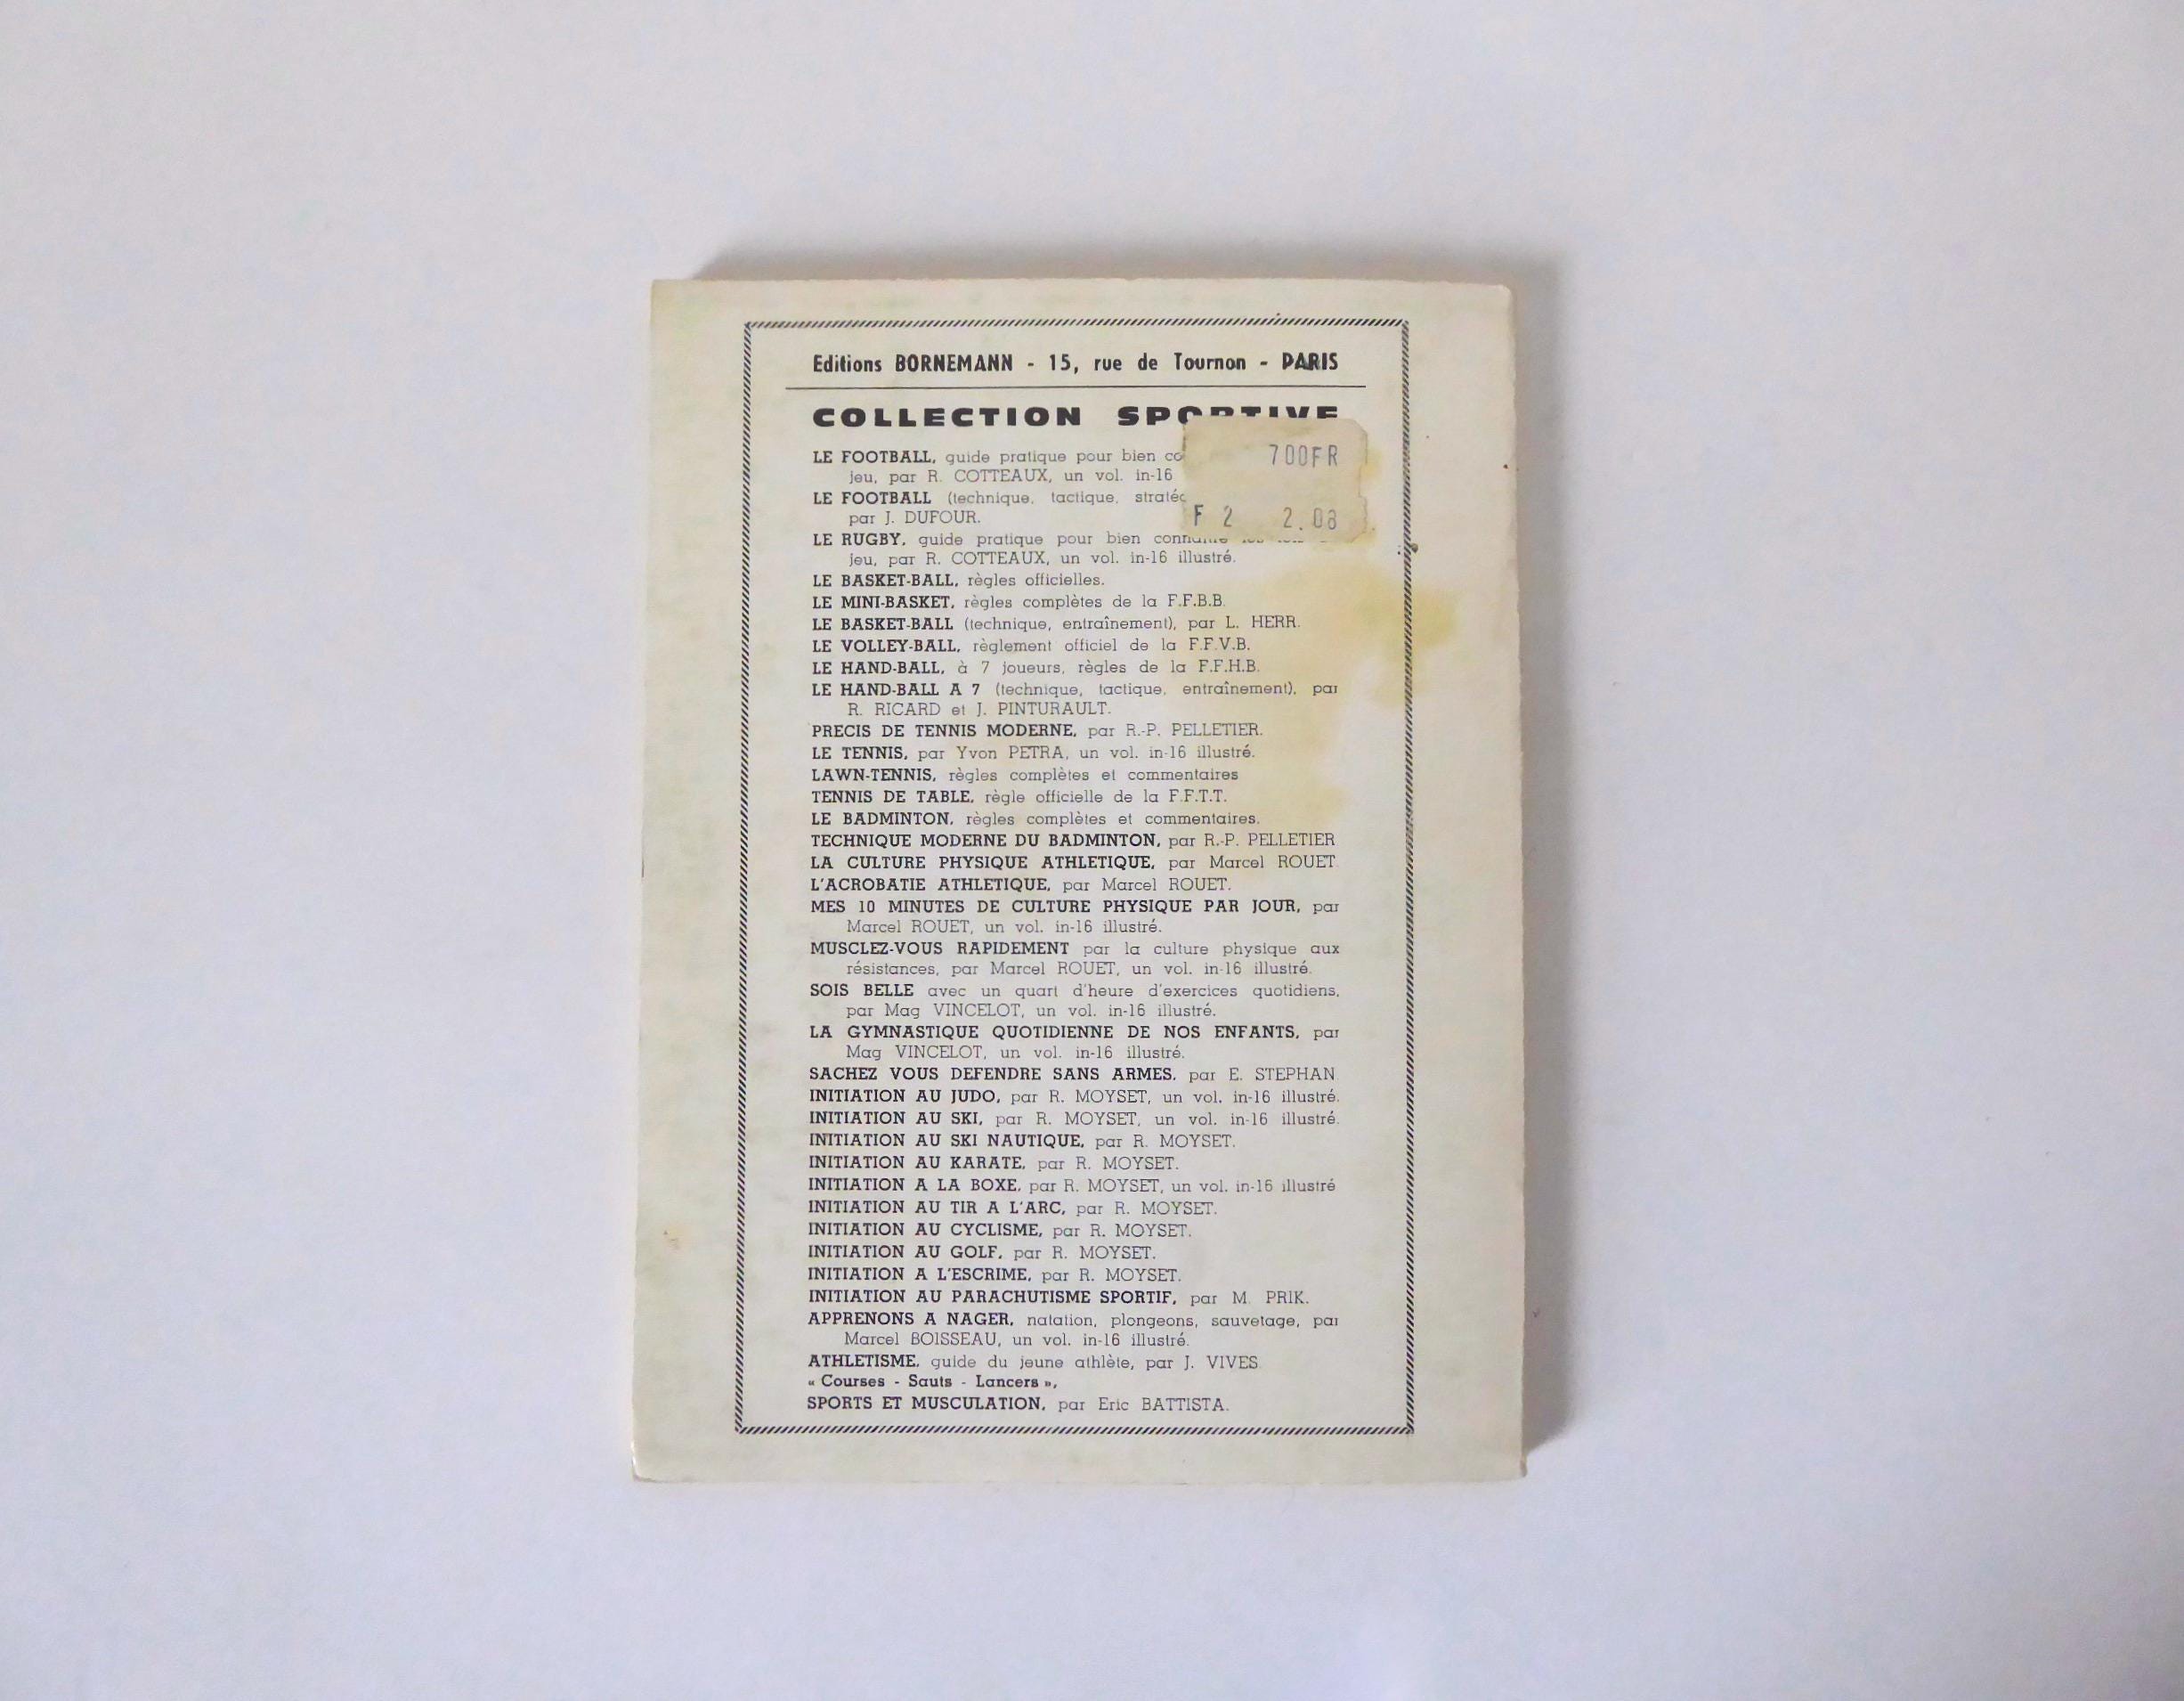 Editions BORNEMANN - 15, rue de Tournon - PARIS
COLLECTION SPORTIVE
LE FOOTBALL, guide pratique pour bien
700FR
jeu, par R. COTTEAUX, un vol. in-16
LE FOOTBALL (technique, tactique,
par J. DUFOUR.
F 2 2.08
LE RUGBY, guide pratique pour bien connaître
jeu, par R. COTTEAUX, un vol. in-16 illustré.
LE BASKET-BALL, règles officielles.
LE MINI-BASKET, règles complètes de la F.F.B.B.
LE BASKET-BALL (technique, entraînement), par L. HERR.
LE VOLLEY-BALL, règlement officiel de la F.F.V.B.
LE HAND-BALL, à 7 joueurs, règles de la F.F.H.B.
LE HAND-BALL A 7 (technique, tactique, entraînement), par
R. RICARD et J. PINTURAULT.
PRECIS DE TENNIS MODERNE, par R.-P. PELLETIER.
LE TENNIS, par Yvon PETRA, un vol. in-16 illustré.
LAWN-TENNIS, règles complètes et commentaires
TENNIS DE TABLE, règle officielle de la F.F.T.T.
LE BADMINTON, règles complètes et commentaires.
TECHNIQUE MODERNE DU BADMINTON, par R.-P. PELLETIER
LA CULTURE PHYSIQUE ATHLETIQUE, par Marcel ROUET
L'ACROBATIE ATHLETIQUE, par Marcel ROUET.
MES 10 MINUTES DE CULTURE PHYSIQUE PAR JOUR, par
Marcel ROUET, un vol. in-16 illustré.
MUSCLEZ-VOUS RAPIDEMENT par la culture physique aux
résistances, par Marcel ROUET, un vol. in-16 illustré.
SOIS BELLE avec un quart d'heure d'exercices quotidiens,
par Mag VINCELOT, un vol. in-16 illustré.
LA GYMNASTIQUE QUOTIDIENNE DE NOS ENFANTS, par
Mag VINCELOT, un vol. in-16 illustré.
SACHEZ VOUS DEFENDRE SANS ARMES, par E. STEPHAN
INITIATION AU JUDO, par R. MOYSET, un vol. in-16 illustré.
INITIATION AU SKI, par R. MOYSET, un vol. in-16 illustré.
INITIATION AU SKI NAUTIQUE, par R. MOYSET.
INITIATION AU KARATE, par R. MOYSET.
INITIATION A LA BOXE, par R. MOYSET, un vol. in-16 illustré
INITIATION AU TIR A L'ARC, par R. MOYSET.
INITIATION AU CYCLISME, par R. MOYSET.
INITIATION AU GOLF, par R. MOYSET.
INITIATION A L'ESCRIME, par R. MOYSET.
INITIATION AU PARACHUTISME SPORTIF, par M. PRIK.
APPRENONS A NAGER, natation, plongeons, sauvetage, par
Marcel BOISSEAU, un vol. in-16 illustré.
ATHLETISME, guide du jeune athlète, par J. VIVES
« Courses - Sauts - Lancers »,
SPORTS ET MUSCULATION, par Eric BATTISTA.